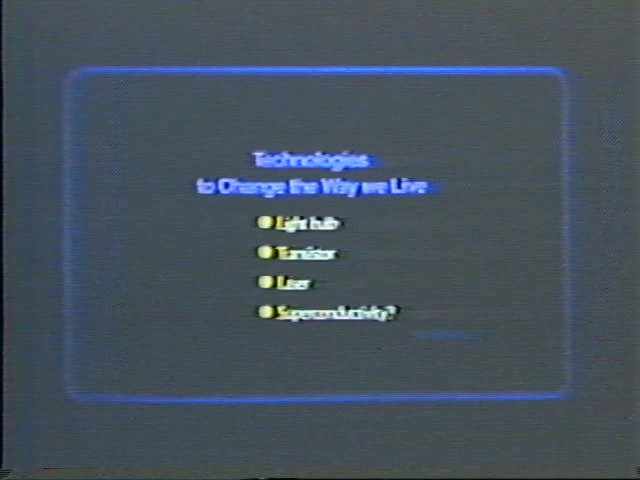 Technologies
to Change the Way we Live
Light bulb
Transistor
Laser
Superconductivity?